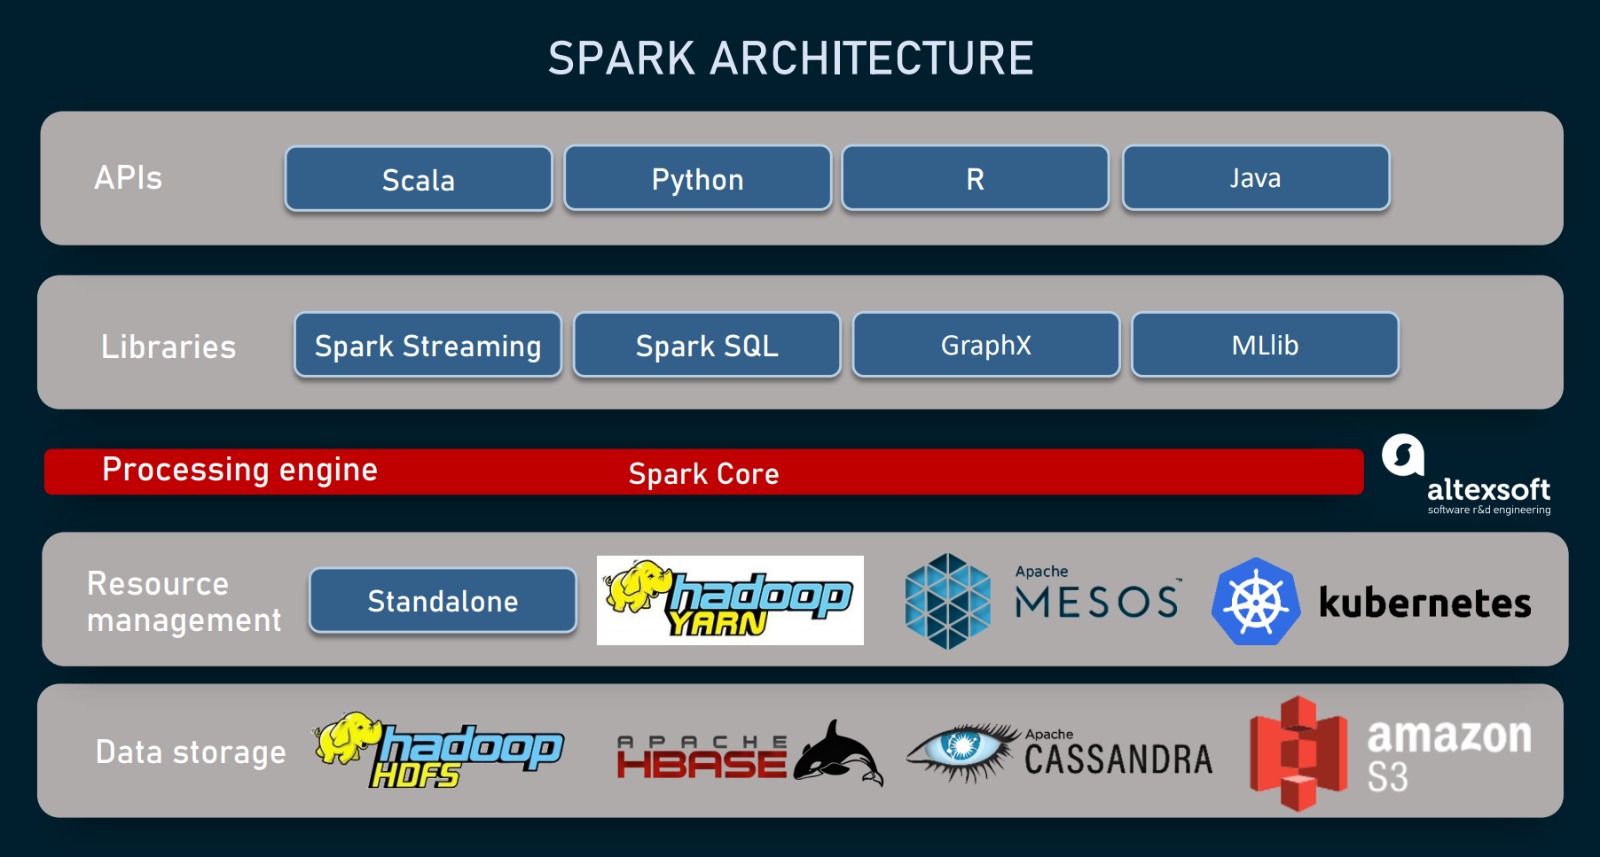 SPARK ARCHITECTURE
APIs
Scala
Python
R
Java
Libraries
Spark Streaming
Spark SQL
GraphX
MLlib
Processing engine
Spark Core
altexsoft
software r&d engineering
Resource
management
Standalone
hadoop
YARN
Apache
MESOS™
kubernetes
Data storage
hadoop
HDFS
APACHE
HBASE
Apache
CASSANDRA
amazon
S3